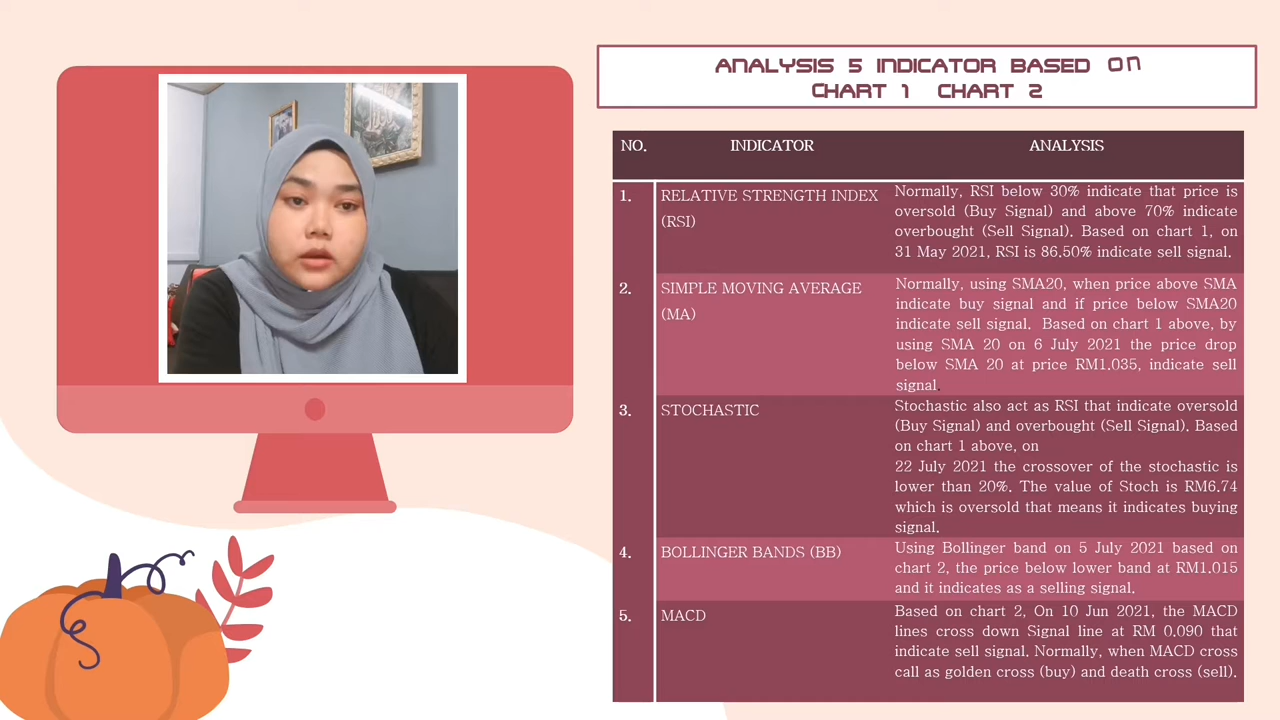 ANALYSIS 5 INDICATOR BASED ON
CHART 1 CHART 2
NO. INDICATOR ANALYSIS
1. RELATIVE STRENGTH INDEX
(RSI)
Normally, RSI below 30% indicate that price is
oversold (Buy Signal) and above 70% indicate
overbought (Sell Signal). Based on chart 1, on
31 May 2021, RSI is 86.50% indicate sell signal.
2. SIMPLE MOVING AVERAGE
(MA)
Normally, using SMA20, when price above SMA
indicate buy signal and if price below SMA20
indicate sell signal. Based on chart 1 above, by
using SMA 20 on 6 July 2021 the price drop
below SMA 20 at price RM1.035, indicate sell
signal.
3. STOCHASTIC
Stochastic also act as RSI that indicate oversold
(Buy Signal) and overbought (Sell Signal). Based
on chart 1 above, on
22 July 2021 the crossover of the stochastic is
lower than 20%. The value of Stoch is RM6.74
which is oversold that means it indicates buying
signal.
4. BOLLINGER BANDS (BB)
Using Bollinger band on 5 July 2021 based on
chart 2, the price below lower band at RM1.015
and it indicates as a selling signal.
5. MACD
Based on chart 2, On 10 Jun 2021, the MACD
lines cross down Signal line at RM 0.090 that
indicate sell signal. Normally, when MACD cross
call as golden cross (buy) and death cross (sell).